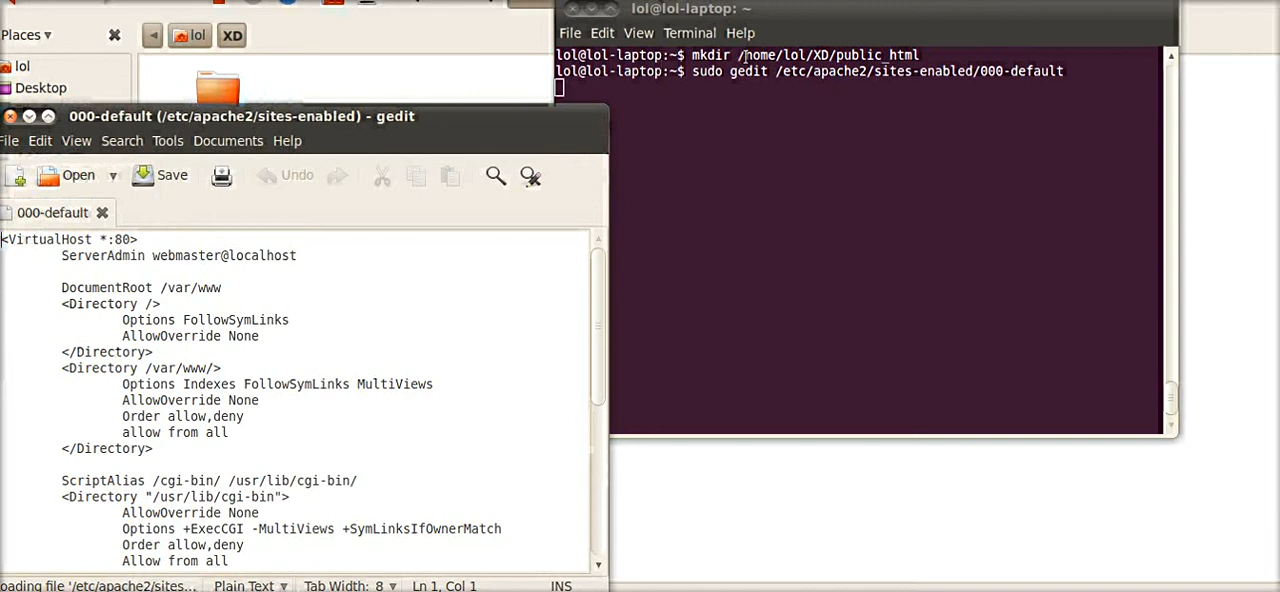 Places
lol
XD
lol
Desktop
lol@lol-laptop: ~
File Edit View Terminal Help
lol@lol-laptop:~$ mkdir /home/lol/XD/public_html
lol@lol-laptop:~$ sudo gedit /etc/apache2/sites-enabled/000-default
000-default (/etc/apache2/sites-enabled) - gedit
File Edit View Search Tools Documents Help
Open Save Undo
000-default
<VirtualHost *:80>
ServerAdmin webmaster@localhost
DocumentRoot /var/www
<Directory />
Options FollowSymLinks
AllowOverride None
</Directory>
<Directory /var/www/>
Options Indexes FollowSymLinks MultiViews
AllowOverride None
Order allow,deny
allow from all
</Directory>
ScriptAlias /cgi-bin/ /usr/lib/cgi-bin/
<Directory "/usr/lib/cgi-bin">
AllowOverride None
Options +ExecCGI -MultiViews +SymLinksIfOwnerMatch
Order allow,deny
Allow from all
oading file '/etc/apache2/sites... Plain Text Tab Width: 8 Ln 1, Col 1 INS